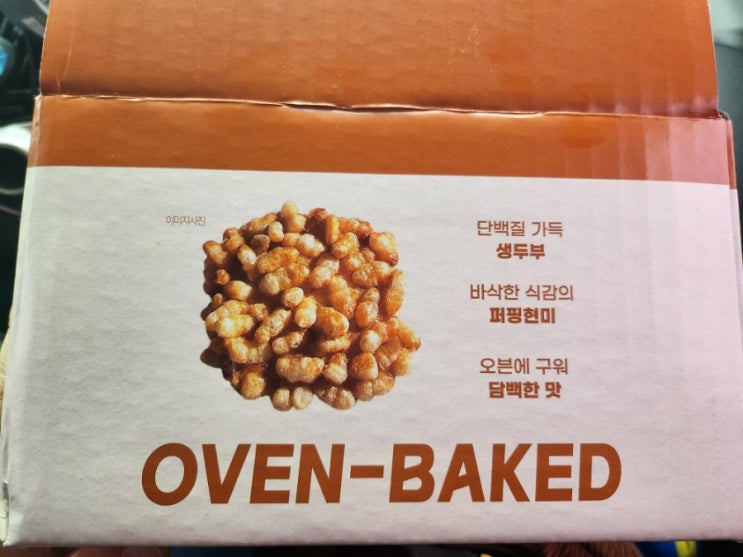 이미지사진
단백질 가득
생두부
바삭한 식감의
퍼핑현미
오븐에 구워
담백한 맛
OVEN-BAKED